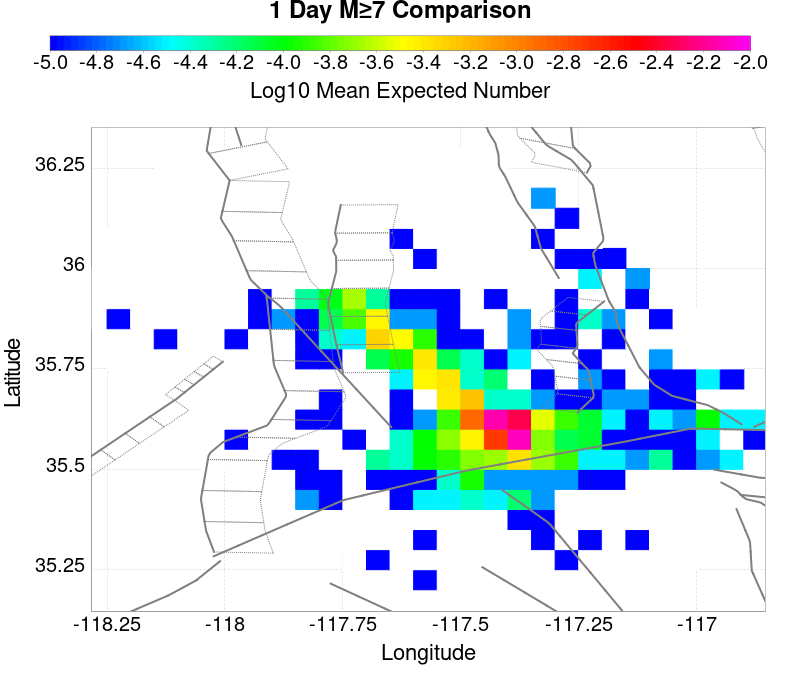 1 Day M≥7 Comparison
-5.0 -4.8 -4.6 -4.4 -4.2 -4.0 -3.8 -3.6 -3.4 -3.2 -3.0 -2.8 -2.6 -2.4 -2.2 -2.0
Log10 Mean Expected Number
36.25
36
35.75
35.5
35.25
Latitude
-118.25 -118 -117.75 -117.5 -117.25 -117
Longitude